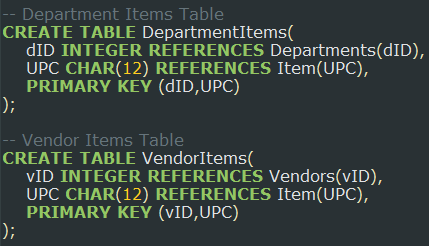 -- Department Items Table
CREATE TABLE DepartmentItems(
dID INTEGER REFERENCES Departments(dID),
UPC CHAR(12) REFERENCES Item(UPC),
PRIMARY KEY (dID,UPC)
);
-- Vendor Items Table
CREATE TABLE VendorItems(
vID INTEGER REFERENCES Vendors(vID),
UPC CHAR(12) REFERENCES Item(UPC),
PRIMARY KEY (vID,UPC)
);